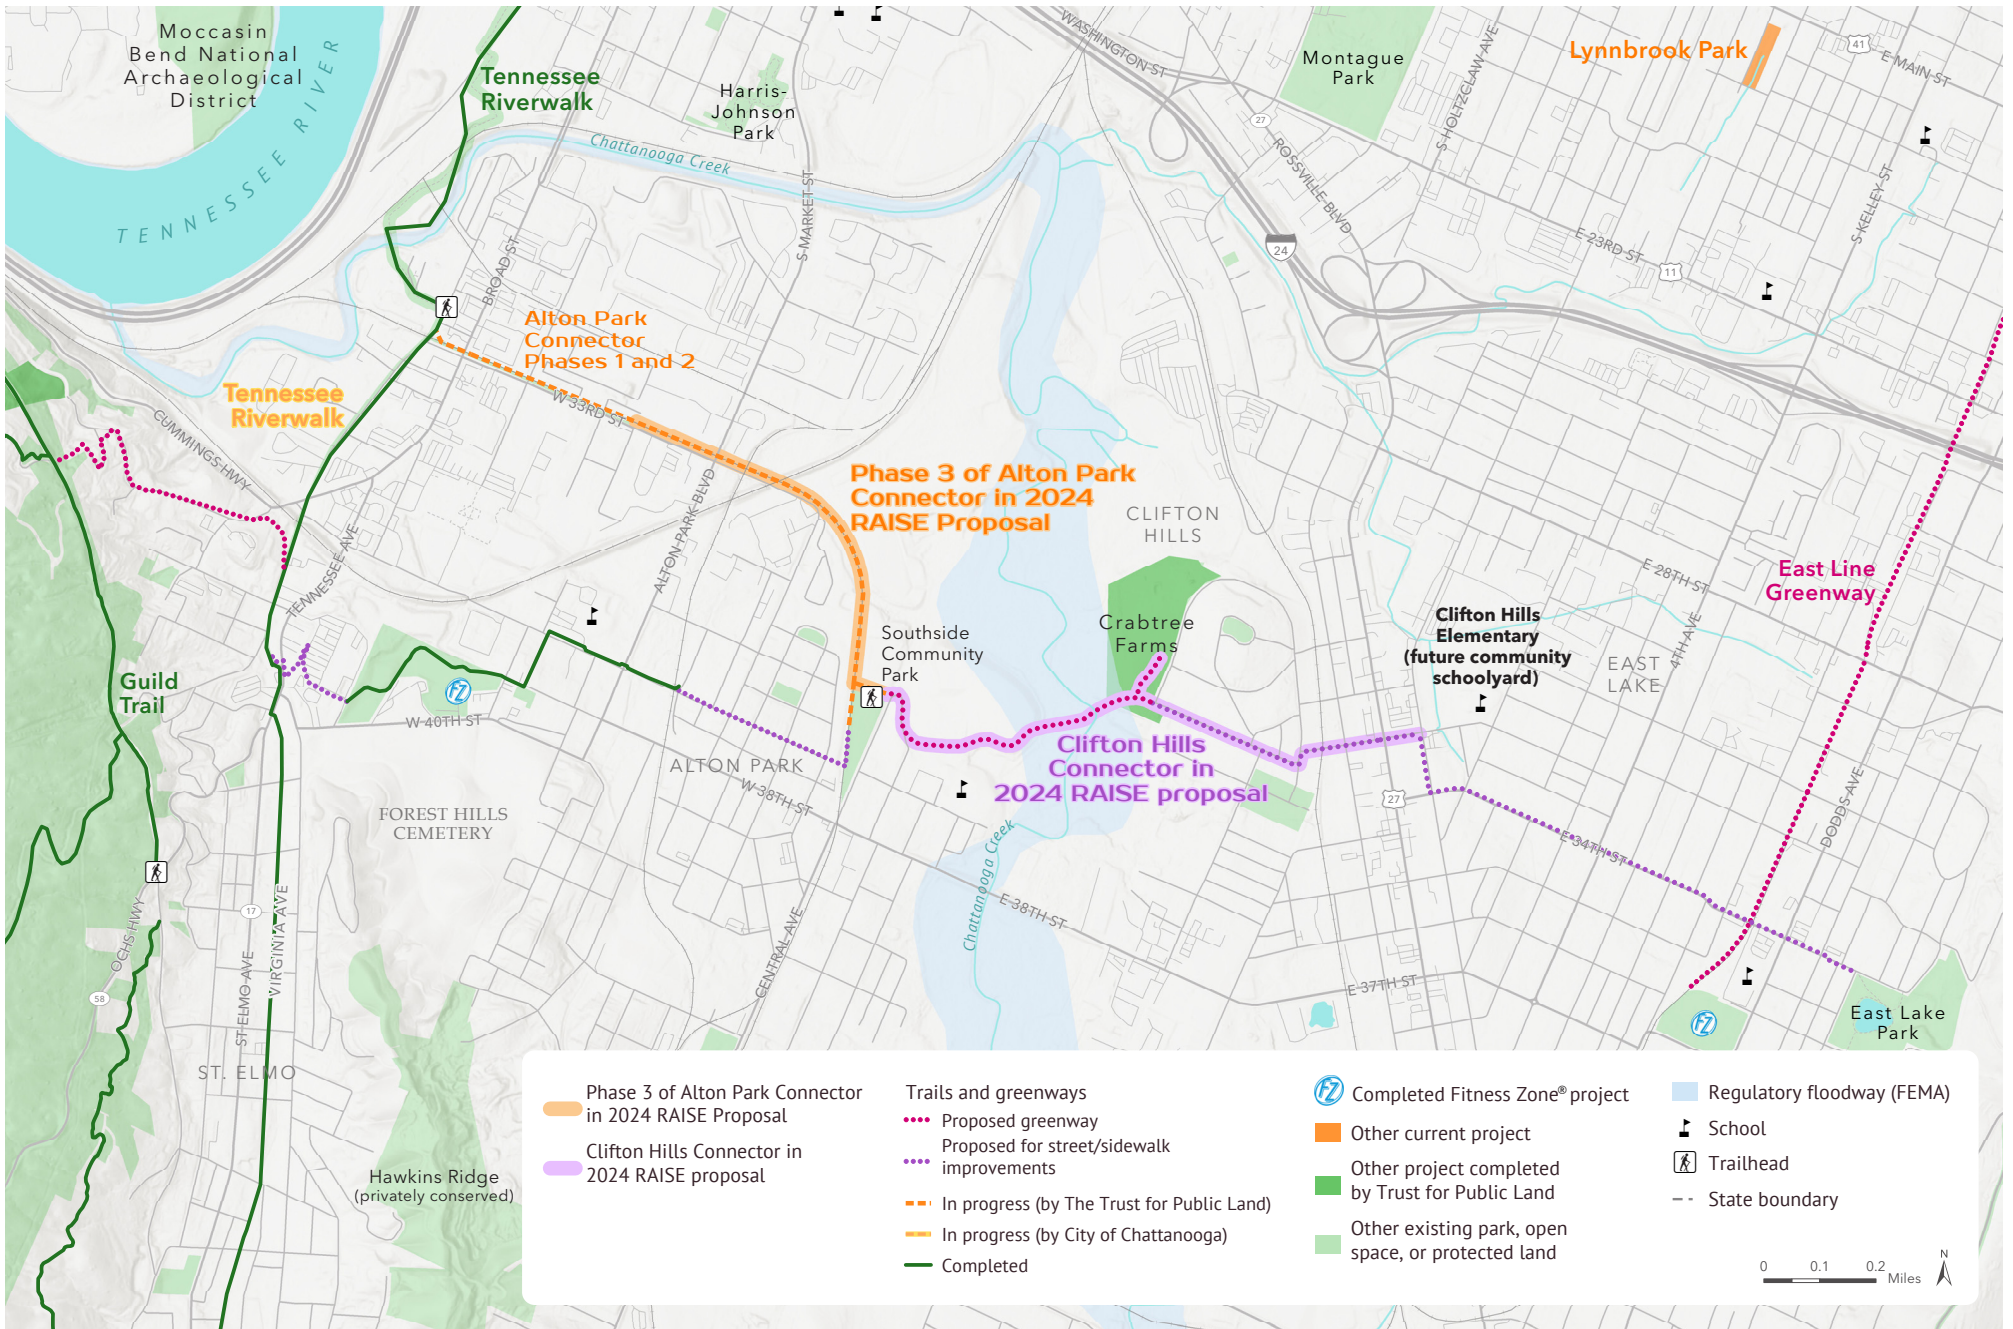 Moccasin
Bend National
Archaeological
District
TENNESSEE RIVER
Tennessee
Riverwalk
Harris-
Johnson
Park
Chattanooga Creek
WASHINGTON ST
Montague
Park
S HOLTZCLAW AVE
Lynnbrook Park
41
E MAIN ST
27
ROSSVILLE BLVD
S MARKET ST
BROAD ST
24
E 23RD ST
11
S KELLEY ST
Alton Park
Connector
Phases 1 and 2
W 33RD ST
Tennessee
Riverwalk
CUMMINGS HWY
Phase 3 of Alton Park
Connector in 2024
RAISE Proposal
CLIFTON
HILLS
ALTON PARK BLVD
TENNESSEE AVE
E 28TH ST
East Line
Greenway
Clifton Hills
Elementary
(future community
schoolyard)
4TH AVE
EAST
LAKE
Crabtree
Farms
Southside
Community
Park
Guild
Trail
FZ
W 40TH ST
ALTON PARK
W 38TH ST
Clifton Hills
Connector in
2024 RAISE proposal
27
E 34TH ST
DODDS AVE
FOREST HILLS
CEMETERY
Chattanooga Creek
E 38TH ST
OCHS HWY
17
VIRGINIA AVE
ST ELMO AVE
CENTRAL AVE
58
E 37TH ST
FZ
East Lake
Park
ST. ELMO
Hawkins Ridge
(privately conserved)
Phase 3 of Alton Park Connector
in 2024 RAISE Proposal
Clifton Hills Connector in
2024 RAISE proposal
Trails and greenways
Proposed greenway
Proposed for street/sidewalk
improvements
In progress (by The Trust for Public Land)
In progress (by City of Chattanooga)
Completed
FZ Completed Fitness Zone® project
Other current project
Other project completed
by Trust for Public Land
Other existing park, open
space, or protected land
Regulatory floodway (FEMA)
School
Trailhead
State boundary
0 0.1 0.2
Miles
N